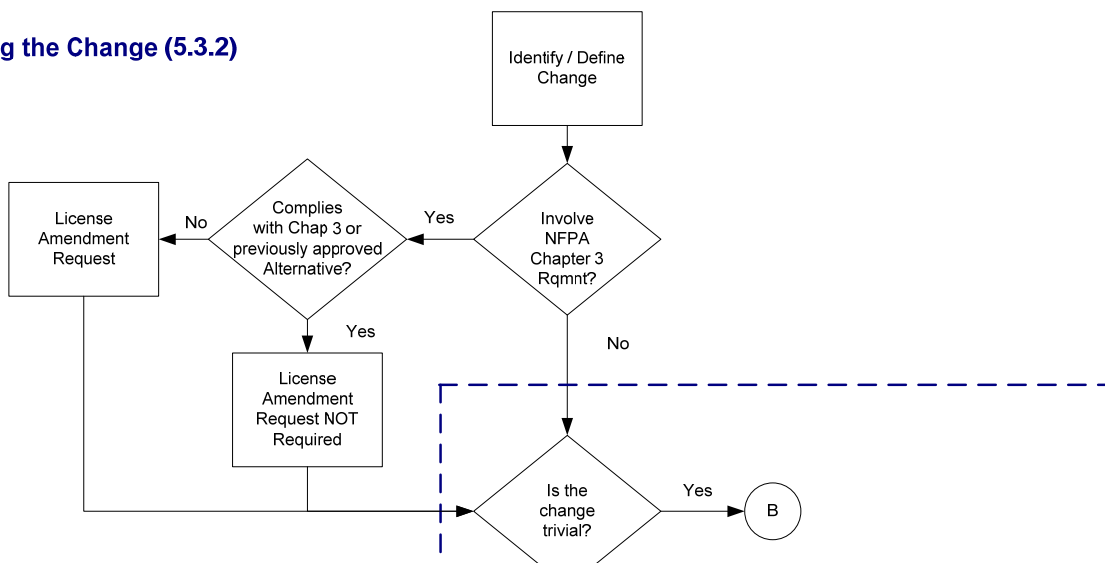 g the Change (5.3.2)
Identify / Define
Change
Involve
NFPA
Chapter 3
Rqmnt?
Yes
Complies
with Chap 3 or
previously approved
Alternative?
No
License
Amendment
Request
Yes
License
Amendment
Request NOT
Required
No
Is the
change
trivial?
Yes
B